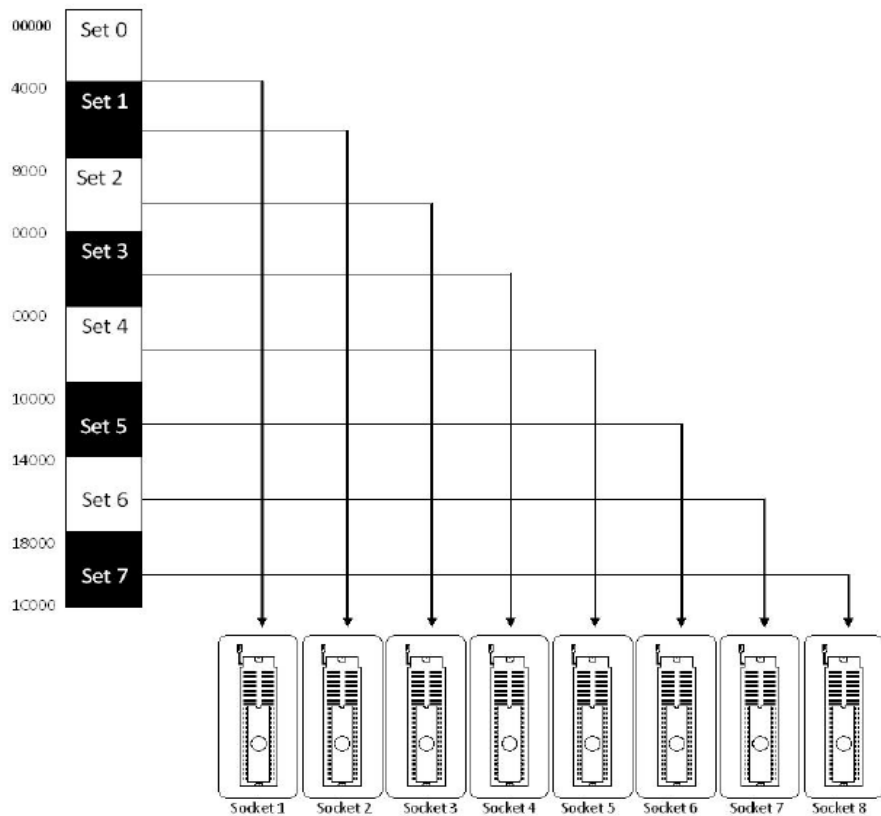 00000
Set 0
4000
Set 1
8000
Set 2
0000
Set 3
C000
Set 4
10000
Set 5
14000
Set 6
18000
Set 7
1C000
Socket 1 Socket 2 Socket 3 Socket 4 Socket 5 Socket 6 Socket 7 Socket 8